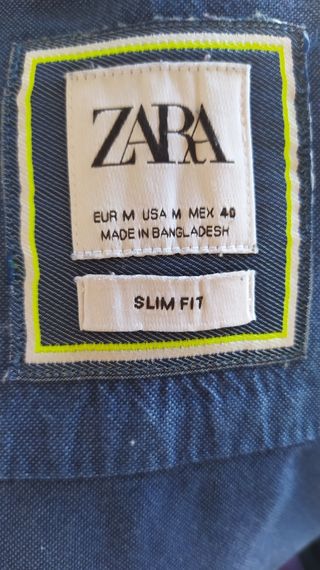 ZARA
EUR M USA M MEX 40
MADE IN BANGLADESH
SLIM FIT